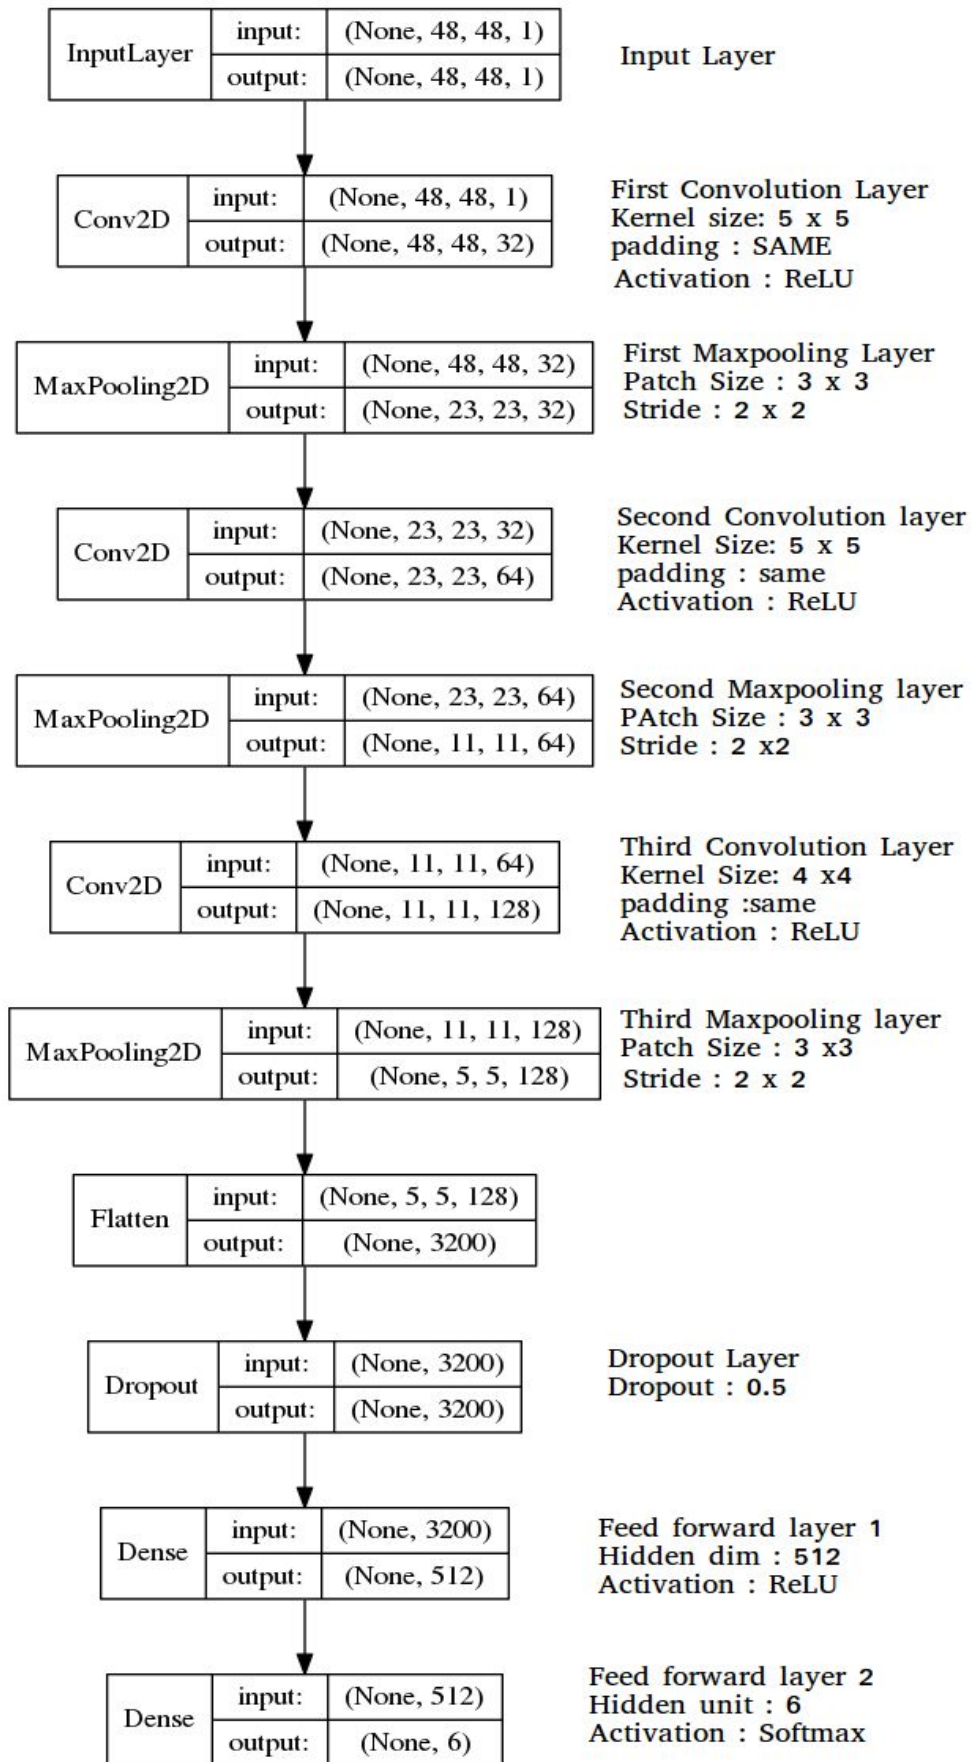 InputLayer
input: (None, 48, 48, 1)
output: (None, 48, 48, 1)
Input Layer
Conv2D
input: (None, 48, 48, 1)
output: (None, 48, 48, 32)
First Convolution Layer
Kernel size: 5 x 5
padding : SAME
Activation : ReLU
MaxPooling2D
input: (None, 48, 48, 32)
output: (None, 23, 23, 32)
First Maxpooling Layer
Patch Size : 3 x 3
Stride : 2 x 2
Conv2D
input: (None, 23, 23, 32)
output: (None, 23, 23, 64)
Second Convolution layer
Kernel Size: 5 x 5
padding : same
Activation : ReLU
MaxPooling2D
input: (None, 23, 23, 64)
output: (None, 11, 11, 64)
Second Maxpooling layer
PAtch Size : 3 x 3
Stride : 2 x2
Conv2D
input: (None, 11, 11, 64)
output: (None, 11, 11, 128)
Third Convolution Layer
Kernel Size: 4 x4
padding :same
Activation : ReLU
MaxPooling2D
input: (None, 11, 11, 128)
output: (None, 5, 5, 128)
Third Maxpooling layer
Patch Size : 3 x3
Stride : 2 x 2
Flatten
input: (None, 5, 5, 128)
output: (None, 3200)
Dropout
input: (None, 3200)
output: (None, 3200)
Dropout Layer
Dropout : 0.5
Dense
input: (None, 3200)
output: (None, 512)
Feed forward layer 1
Hidden dim : 512
Activation : ReLU
Dense
input: (None, 512)
output: (None, 6)
Feed forward layer 2
Hidden unit : 6
Activation : Softmax